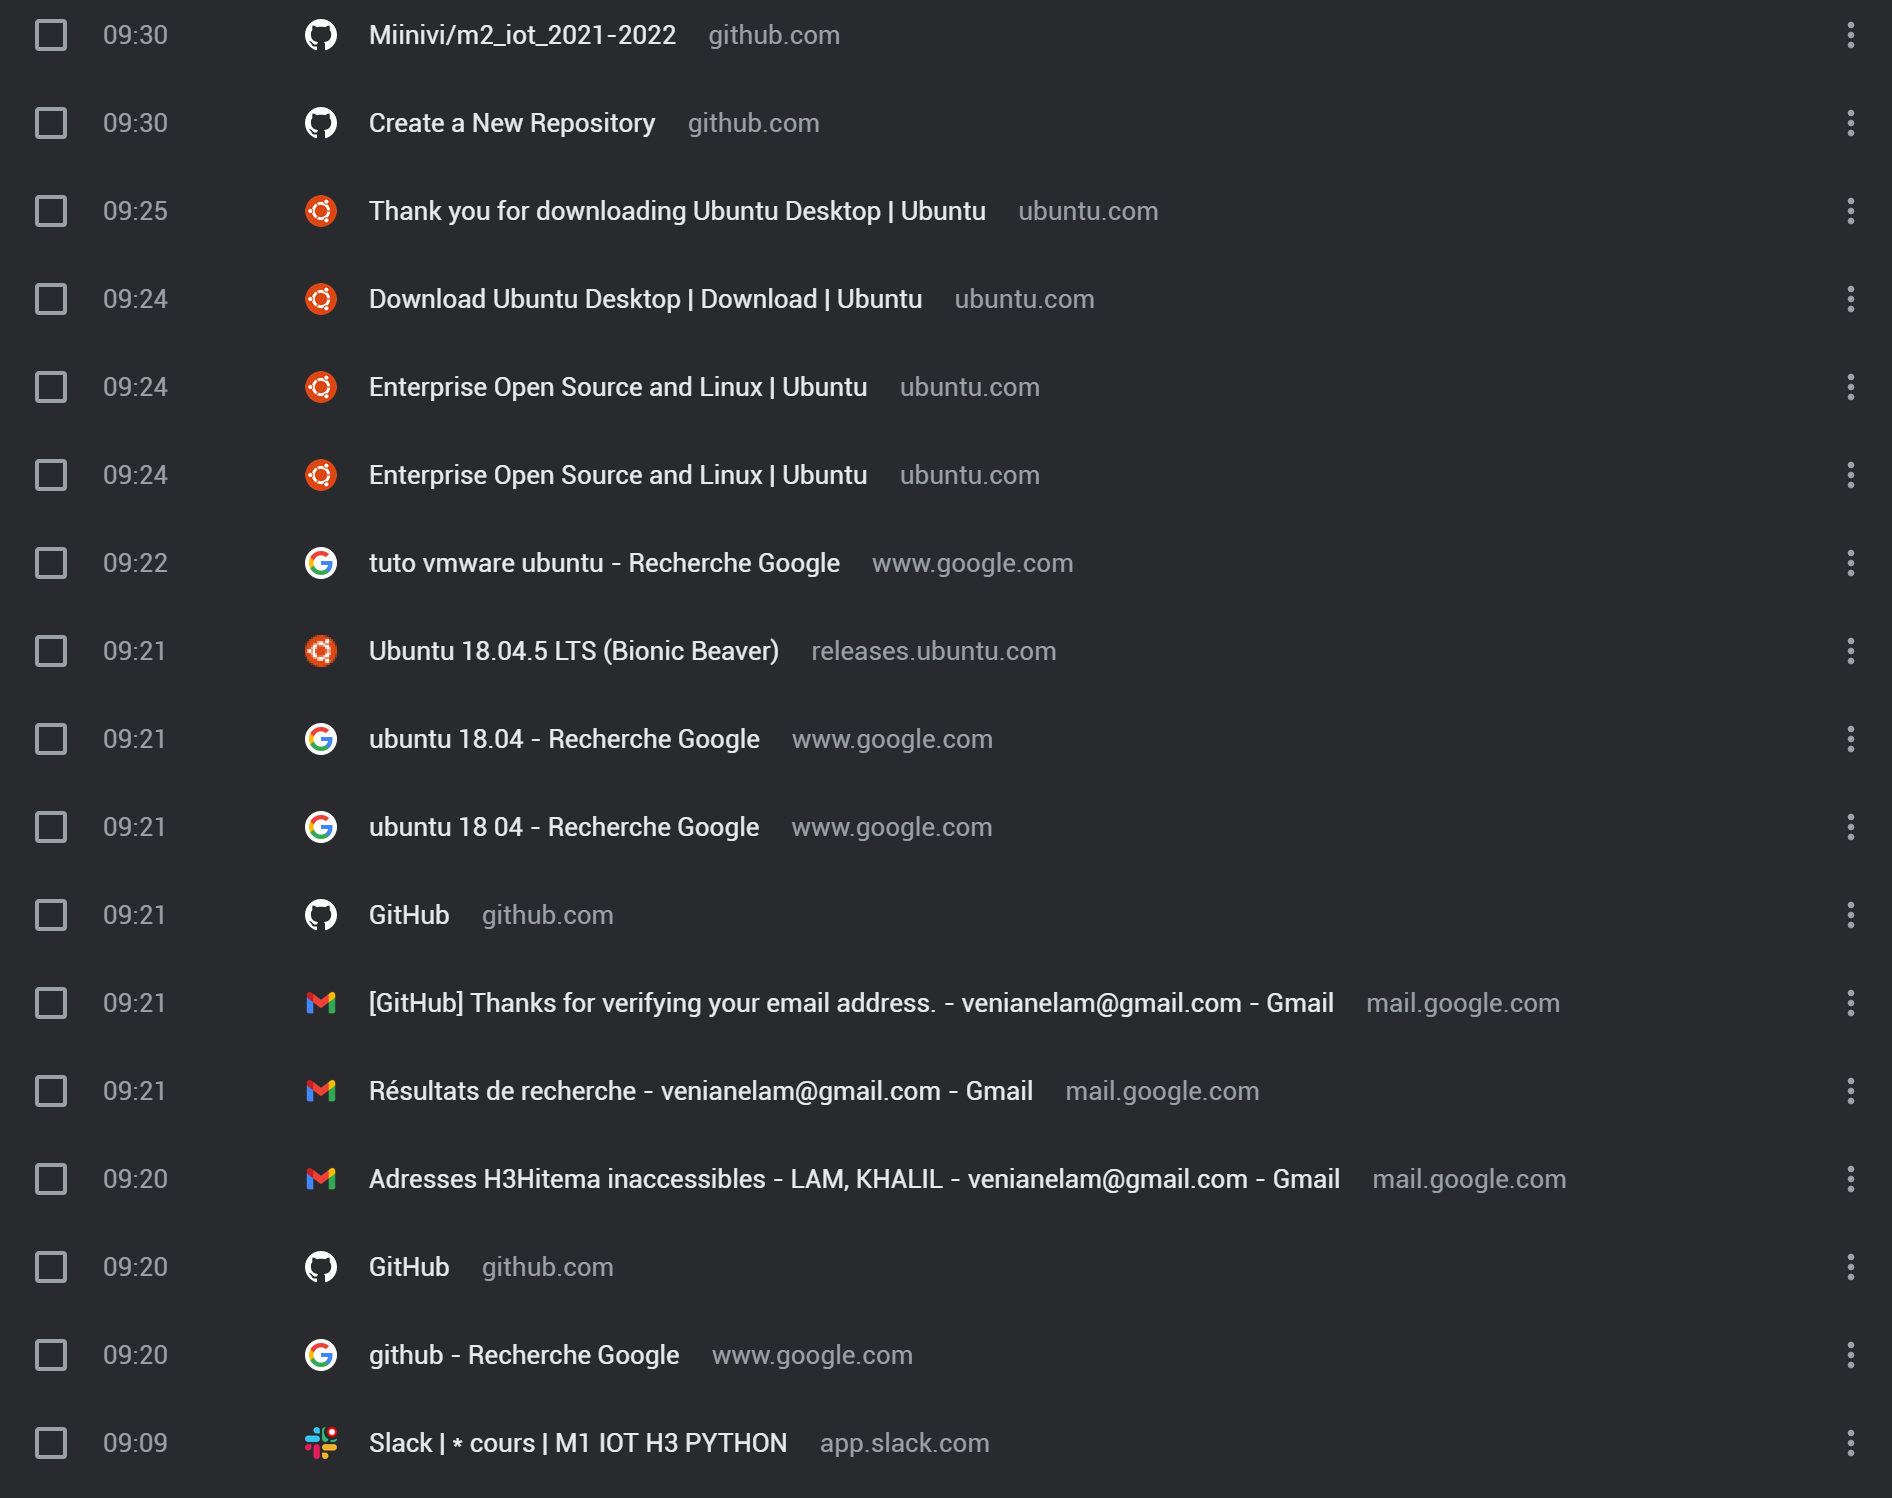 09:30 Miinivi/m2_iot_2021-2022 github.com
09:30 Create a New Repository github.com
09:25 Thank you for downloading Ubuntu Desktop | Ubuntu ubuntu.com
09:24 Download Ubuntu Desktop | Download | Ubuntu ubuntu.com
09:24 Enterprise Open Source and Linux | Ubuntu ubuntu.com
09:24 Enterprise Open Source and Linux | Ubuntu ubuntu.com
09:22 tuto vmware ubuntu - Recherche Google www.google.com
09:21 Ubuntu 18.04.5 LTS (Bionic Beaver) releases.ubuntu.com
09:21 ubuntu 18.04 - Recherche Google www.google.com
09:21 ubuntu 18 04 - Recherche Google www.google.com
09:21 GitHub github.com
09:21 [GitHub] Thanks for verifying your email address. - venianelam@gmail.com - Gmail mail.google.com
09:21 Résultats de recherche - venianelam@gmail.com - Gmail mail.google.com
09:20 Adresses H3Hitema inaccessibles - LAM, KHALIL - venianelam@gmail.com - Gmail mail.google.com
09:20 GitHub github.com
09:20 github - Recherche Google www.google.com
09:09 Slack | * cours | M1 IOT H3 PYTHON app.slack.com